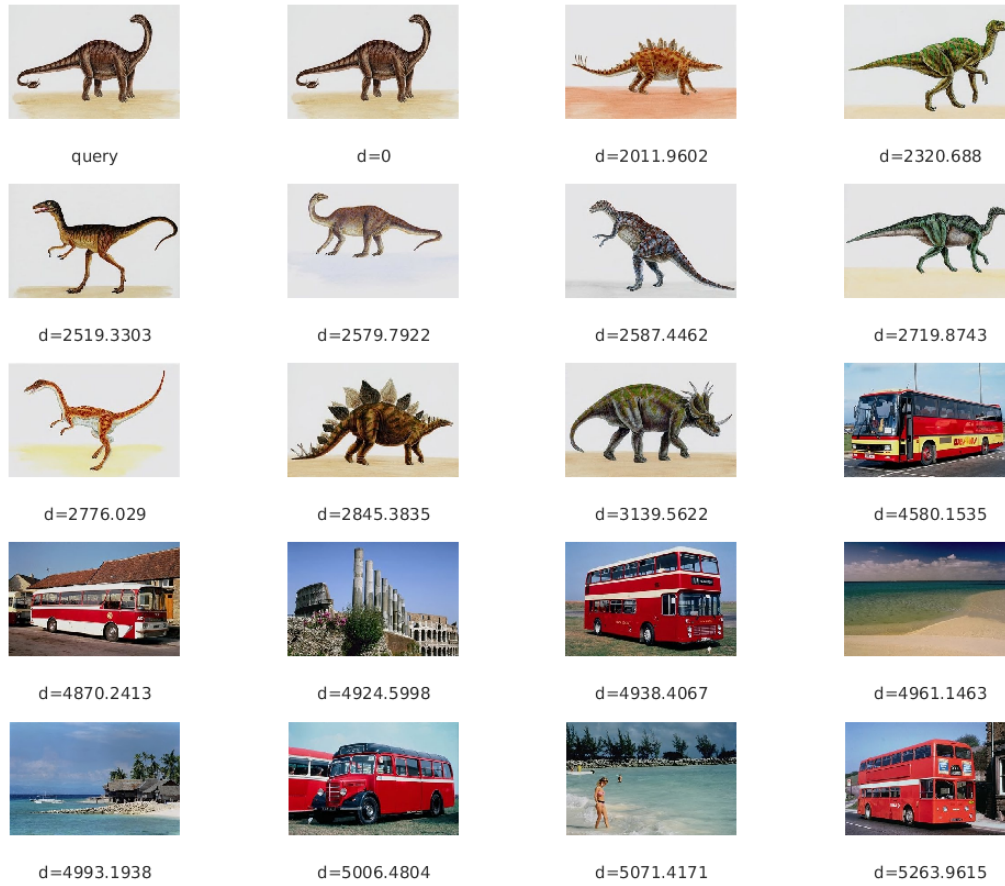 query d=0 d=2011.9602 d=2320.688
d=2519.3303 d=2579.7922 d=2587.4462 d=2719.8743
d=2776.029 d=2845.3835 d=3139.5622 d=4580.1535
d=4870.2413 d=4924.5998 d=4938.4067 d=4961.1463
d=4993.1938 d=5006.4804 d=5071.4171 d=5263.9615